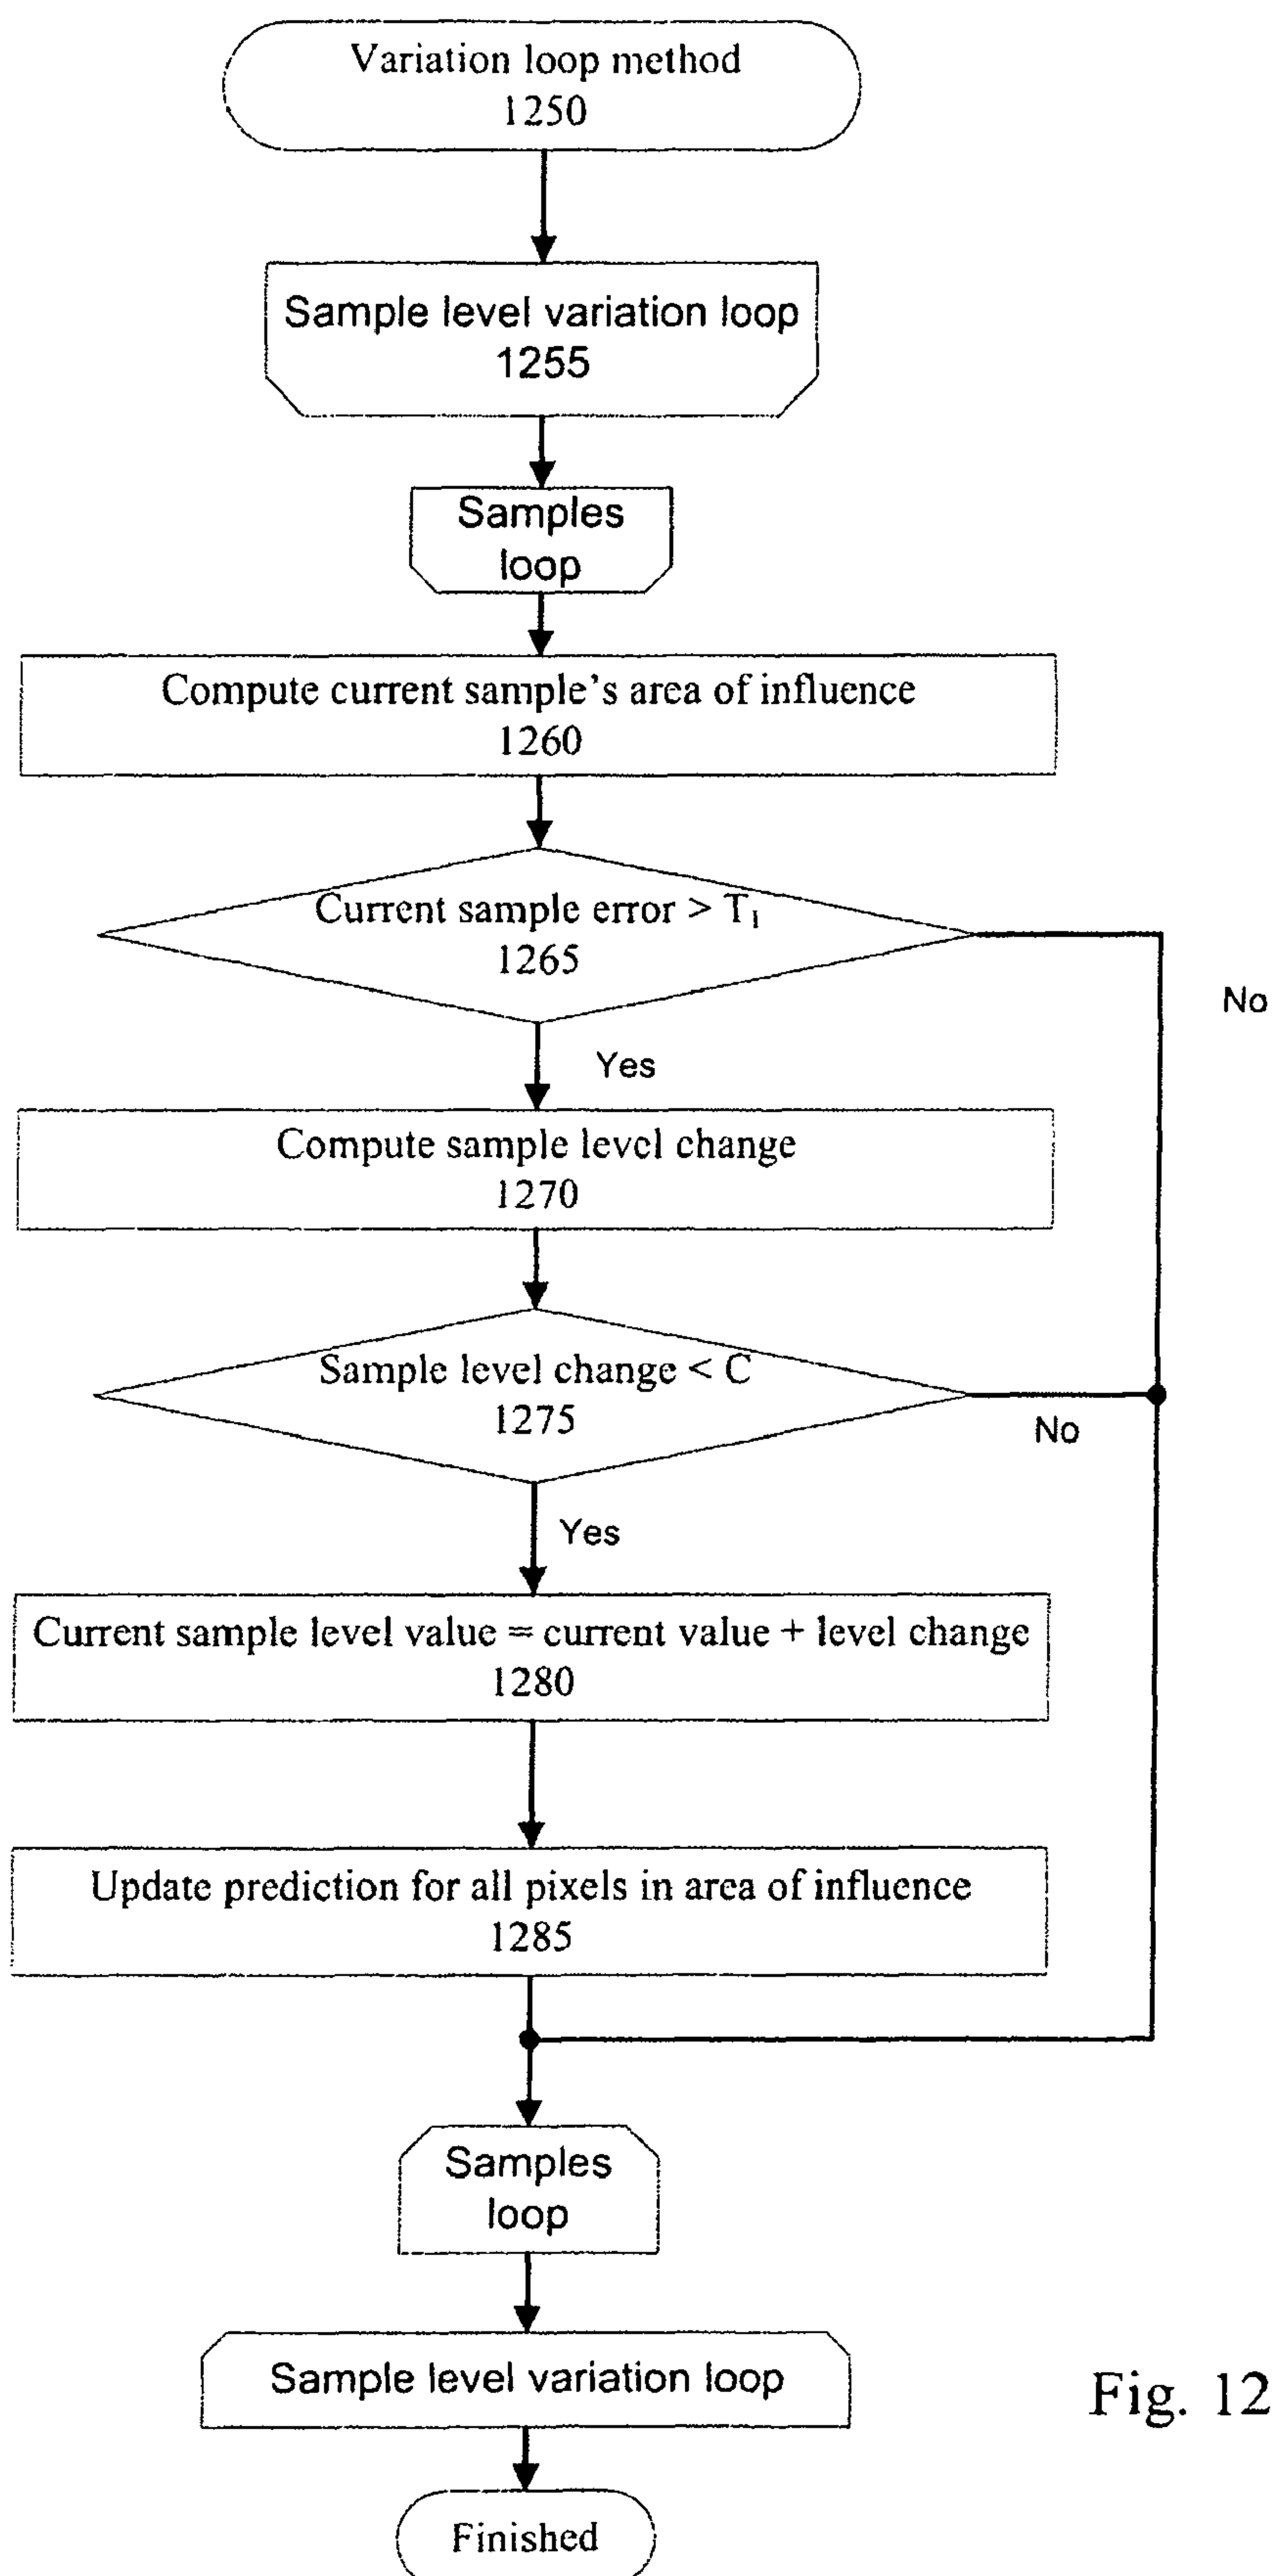 Variation loop method
1250
Sample level variation loop
1255
Samples
loop
Compute current sample's area of influence
1260
Current sample error > T₁
1265
No
Yes
Compute sample level change
1270
Sample level change < C
1275
No
Yes
Current sample level value = current value + level change
1280
Update prediction for all pixels in area of influence
1285
Samples
loop
Sample level variation loop
Fig. 12
Finished